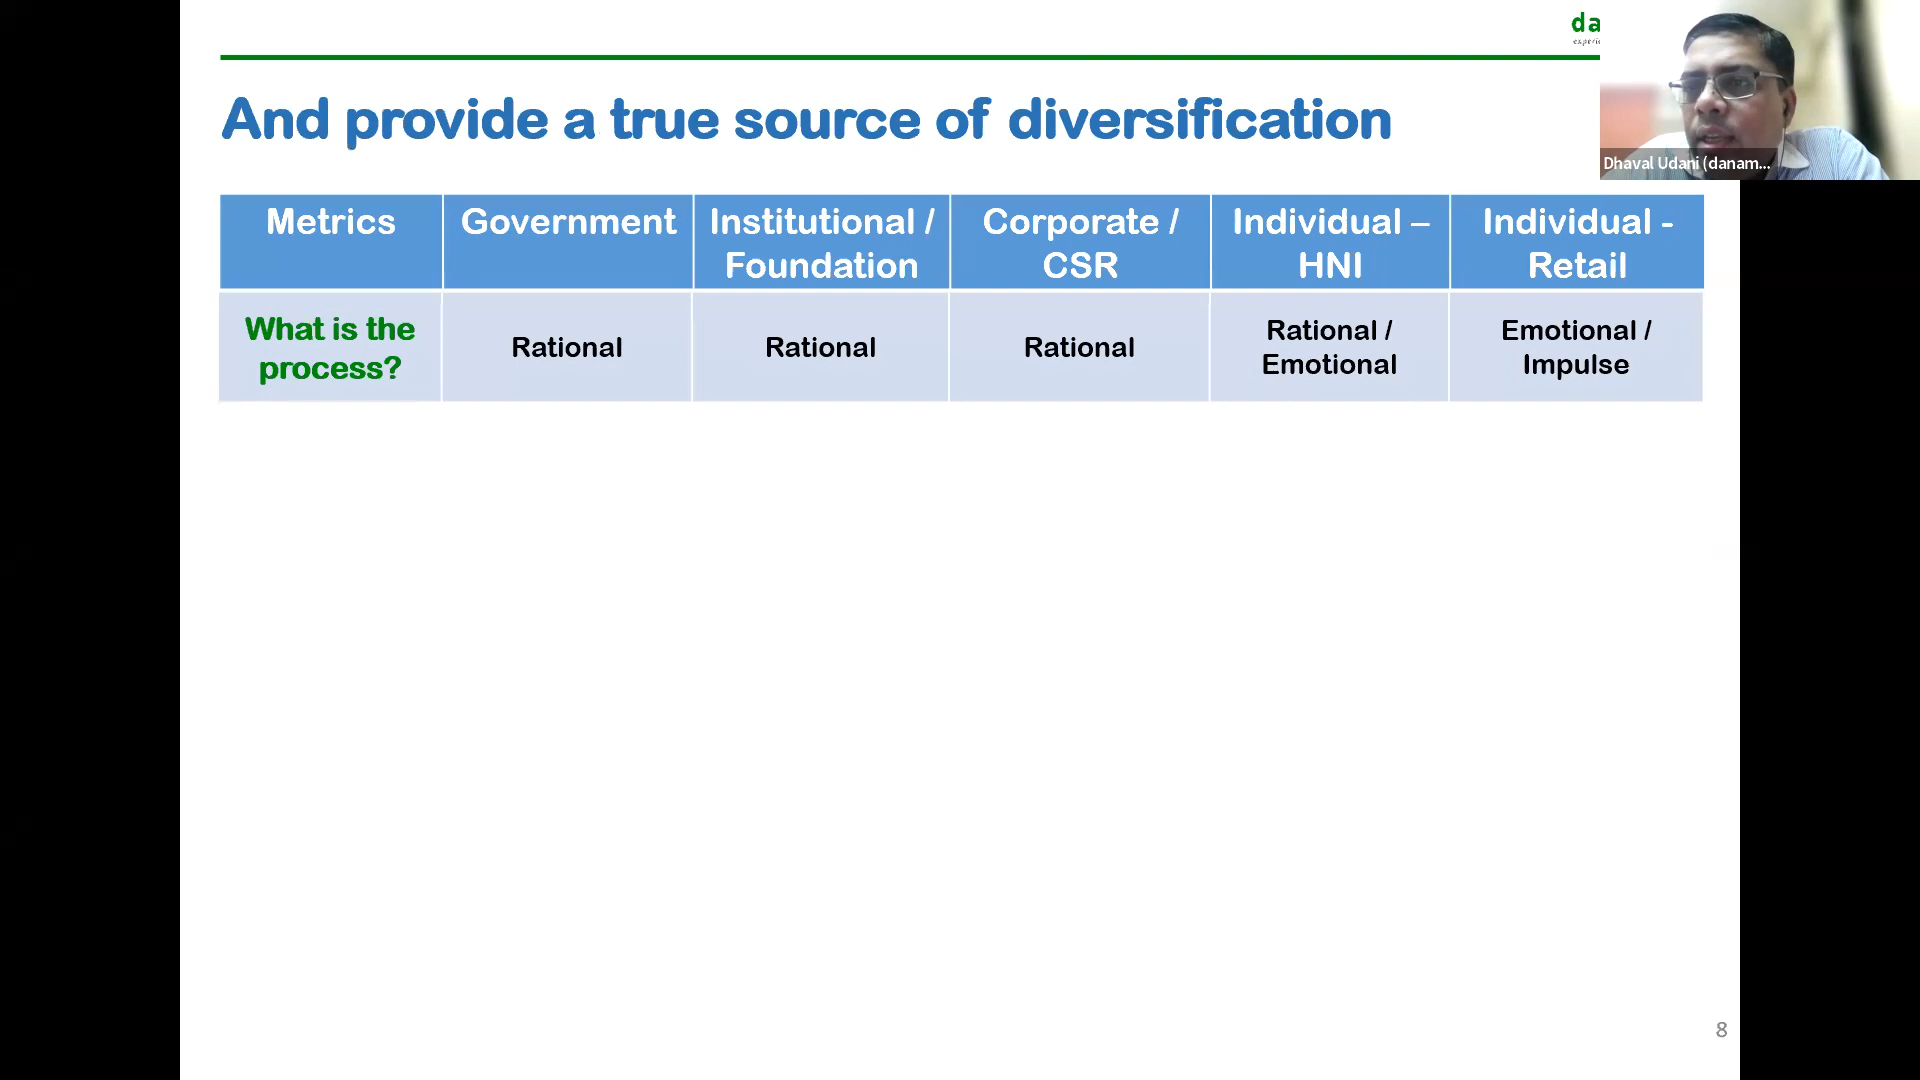 da
Dhaval Udani (danam...
And provide a true source of diversification
Metrics
Government
Institutional /
Foundation
Corporate /
CSR
Individual –
HNI
Individual -
Retail
What is the
process?
Rational
Rational
Rational
Rational /
Emotional
Emotional /
Impulse
8